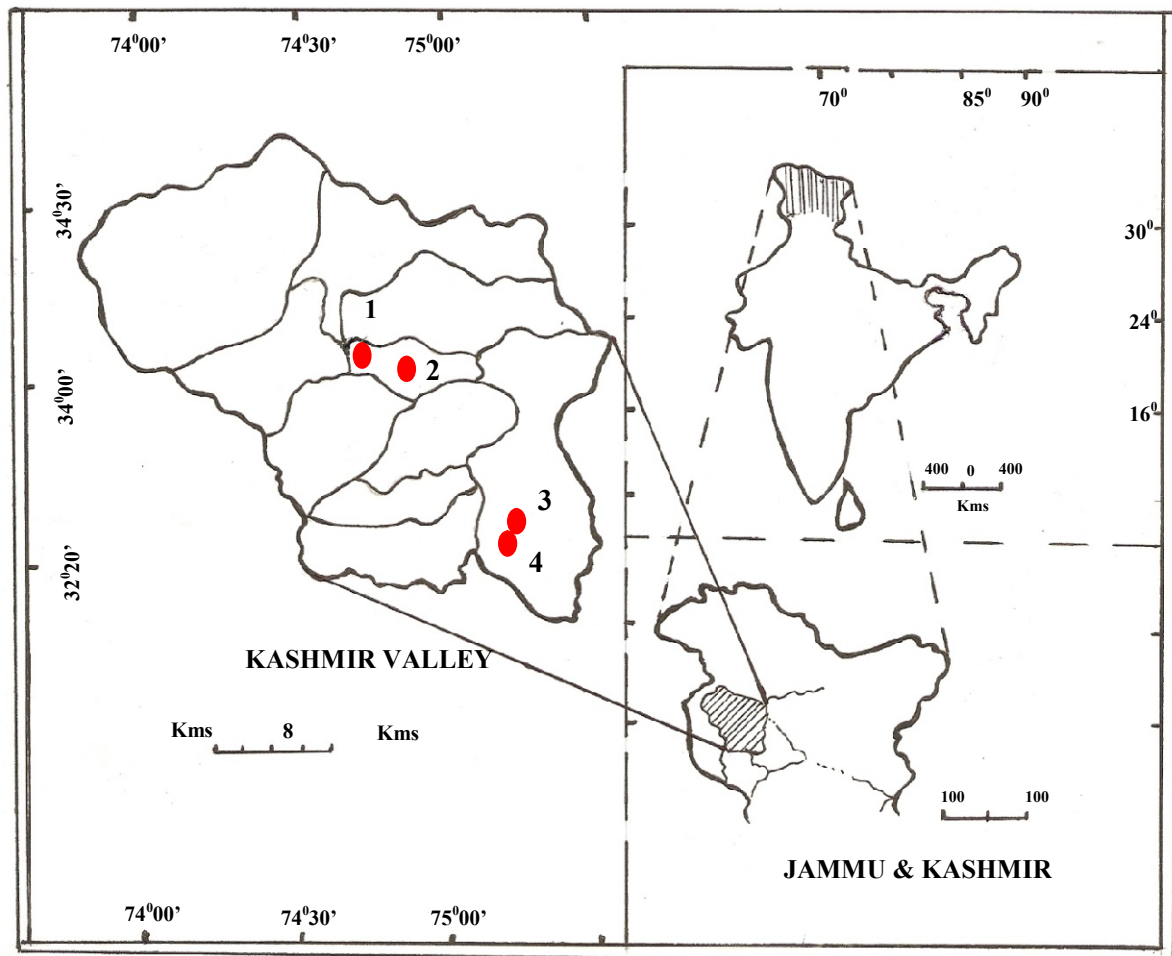 74⁰00’ 74⁰30’ 75⁰00’
70⁰ 85⁰ 90⁰
34⁰30’
30⁰
1
24⁰
2
34⁰00’
16⁰
400 0 400
Kms
3
4
32⁰20’
KASHMIR VALLEY
Kms 8 Kms
100 100
JAMMU & KASHMIR
74⁰00’ 74⁰30’ 75⁰00’